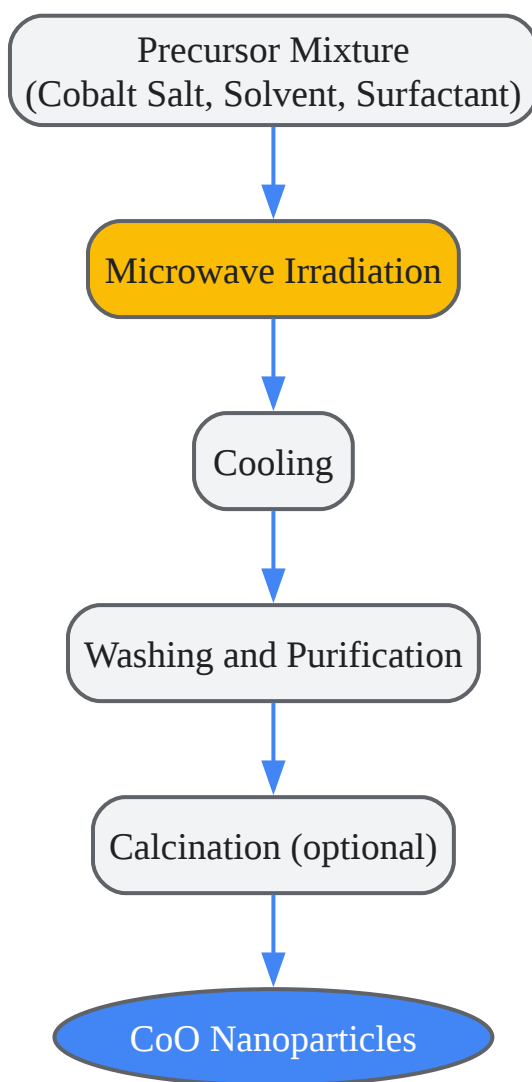 Precursor Mixture
(Cobalt Salt, Solvent, Surfactant)
Microwave Irradiation
Cooling
Washing and Purification
Calcination (optional)
CoO Nanoparticles